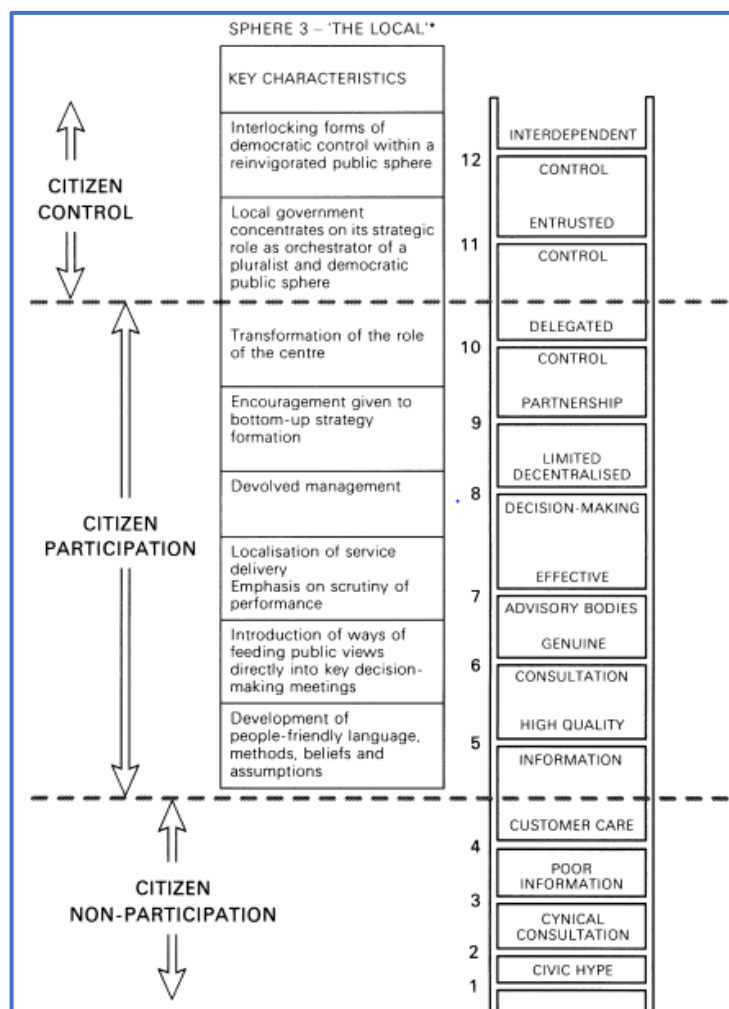 SPHERE 3 – 'THE LOCAL'*
KEY CHARACTERISTICS
Interlocking forms of
democratic control within a
reinvigorated public sphere
Local government
concentrates on its strategic
role as orchestrator of a
pluralist and democratic
public sphere
Transformation of the role
of the centre
Encouragement given to
bottom-up strategy
formation
Devolved management
Localisation of service
delivery
Emphasis on scrutiny of
performance
Introduction of ways of
feeding public views
directly into key decision-
making meetings
Development of
people-friendly language,
methods, beliefs and
assumptions
CITIZEN
CONTROL
CITIZEN
PARTICIPATION
CITIZEN
NON-PARTICIPATION
INTERDEPENDENT
12
CONTROL
ENTRUSTED
11
CONTROL
DELEGATED
10
CONTROL
PARTNERSHIP
9
LIMITED
DECENTRALISED
8
DECISION-MAKING
EFFECTIVE
7
ADVISORY BODIES
GENUINE
6
CONSULTATION
HIGH QUALITY
5
INFORMATION
CUSTOMER CARE
4
POOR
INFORMATION
3
CYNICAL
CONSULTATION
2
CIVIC HYPE
1